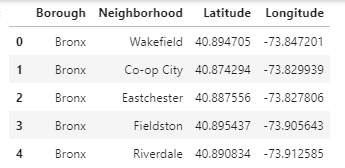 Borough Neighborhood Latitude Longitude
0 Bronx Wakefield 40.894705 -73.847201
1 Bronx Co-op City 40.874294 -73.829939
2 Bronx Eastchester 40.887556 -73.827806
3 Bronx Fieldston 40.895437 -73.905643
4 Bronx Riverdale 40.890834 -73.912585